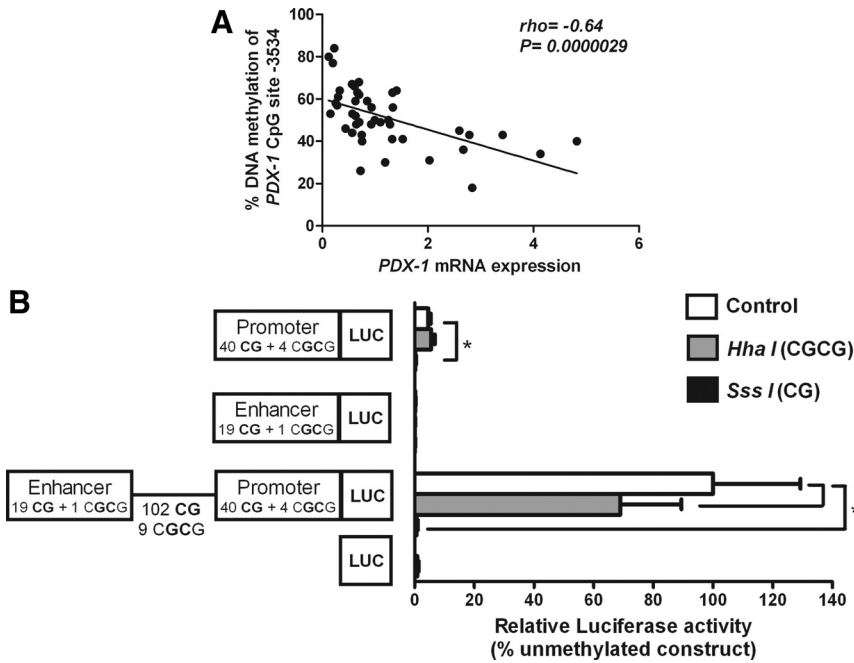 A
rho= -0.64
P= 0.0000029
% DNA methylation of
PDX-1 CpG site -3534
100
80
60
40
20
0
0
2
4
6
PDX-1 mRNA expression
B
Control
Hha I (CGCG)
Sss I (CG)
Promoter
40 CG + 4 CGCG
LUC
*
Enhancer
19 CG + 1 CGCG
LUC
Enhancer
19 CG + 1 CGCG
102 CG
9 CGCG
Promoter
40 CG + 4 CGCG
LUC
*
LUC
0
20
40
60
80
100
120
140
Relative Luciferase activity
(% unmethylated construct)